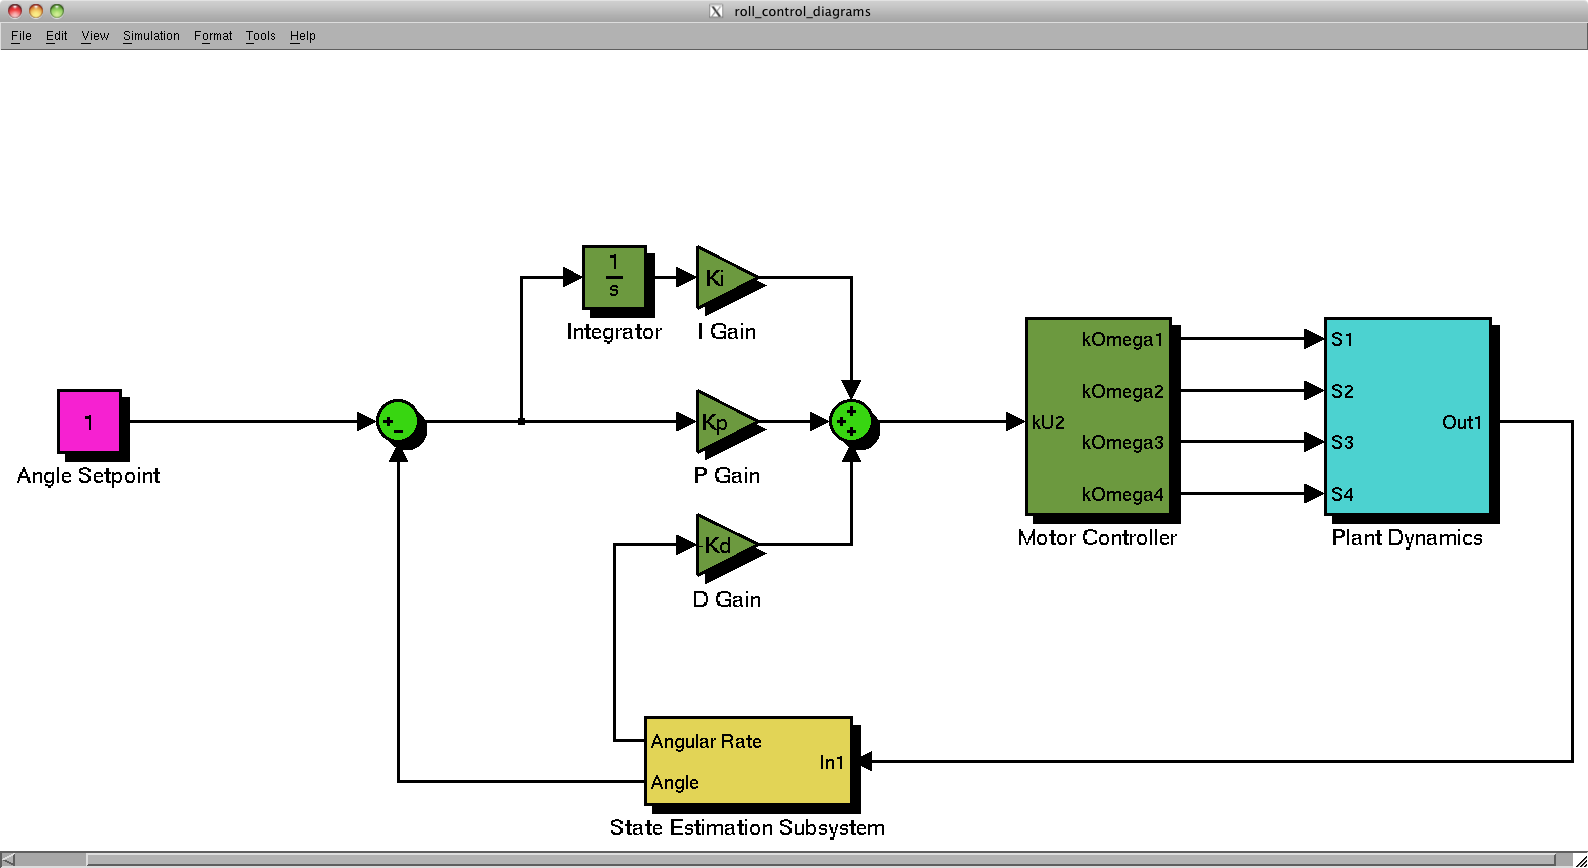 roll_control_diagrams
File Edit View Simulation Format Tools Help
1
s
Ki
Integrator
I Gain
1
Angle Setpoint
+
−
Kp
P Gain
+
+
+
-Kd
D Gain
kU2
kOmega1
kOmega2
kOmega3
kOmega4
Motor Controller
S1
S2
S3
S4
Out1
Plant Dynamics
Angular Rate
Angle
In1
State Estimation Subsystem